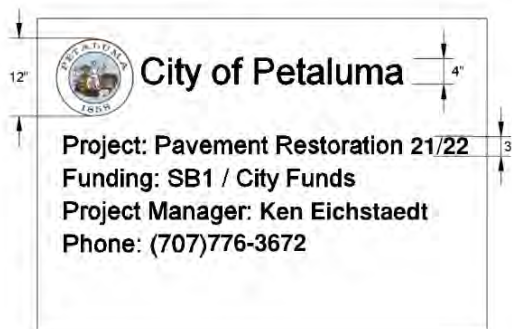 PETALUMA
1858
12"
City of Petaluma
4"
Project: Pavement Restoration 21/22
3
Funding: SB1 / City Funds
Project Manager: Ken Eichstaedt
Phone: (707)776-3672